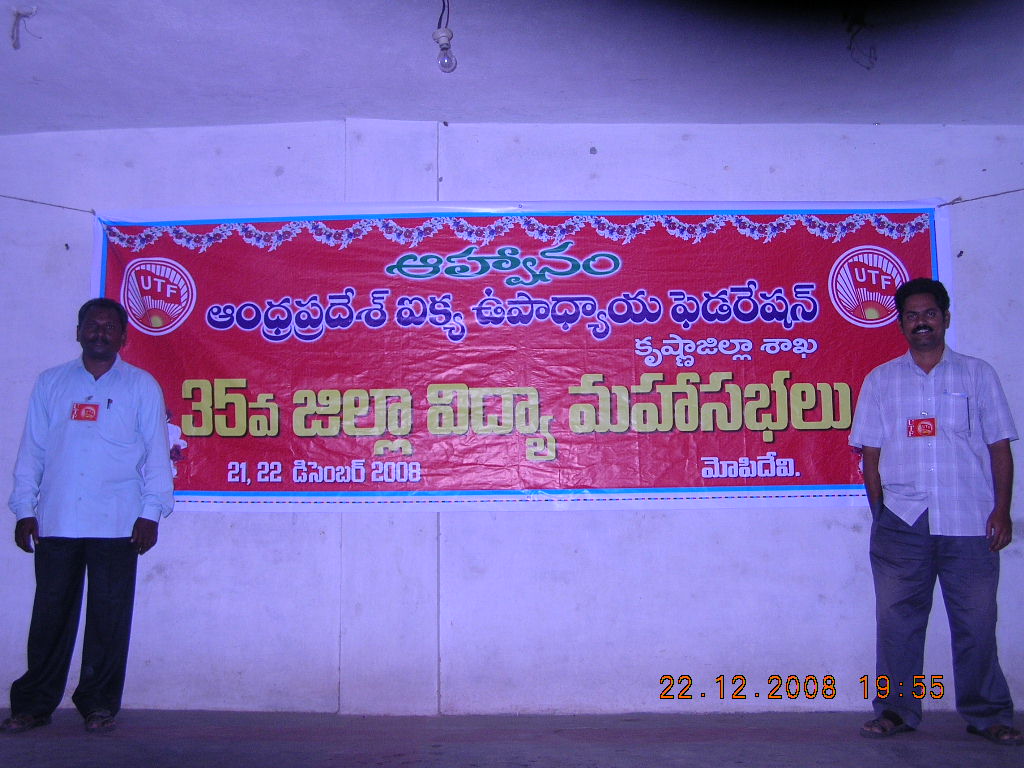 ఆహ్వానం
UTF
UTF
ఆంధ్రప్రదేశ్ ఐక్య ఉపాధ్యాయ ఫెడరేషన్
కృష్ణాజిల్లా శాఖ
35వ జిల్లా విద్యా మహాసభలు
21, 22 డిసెంబర్ 2008
మోపిదేవి.
22.12.2008 19:55